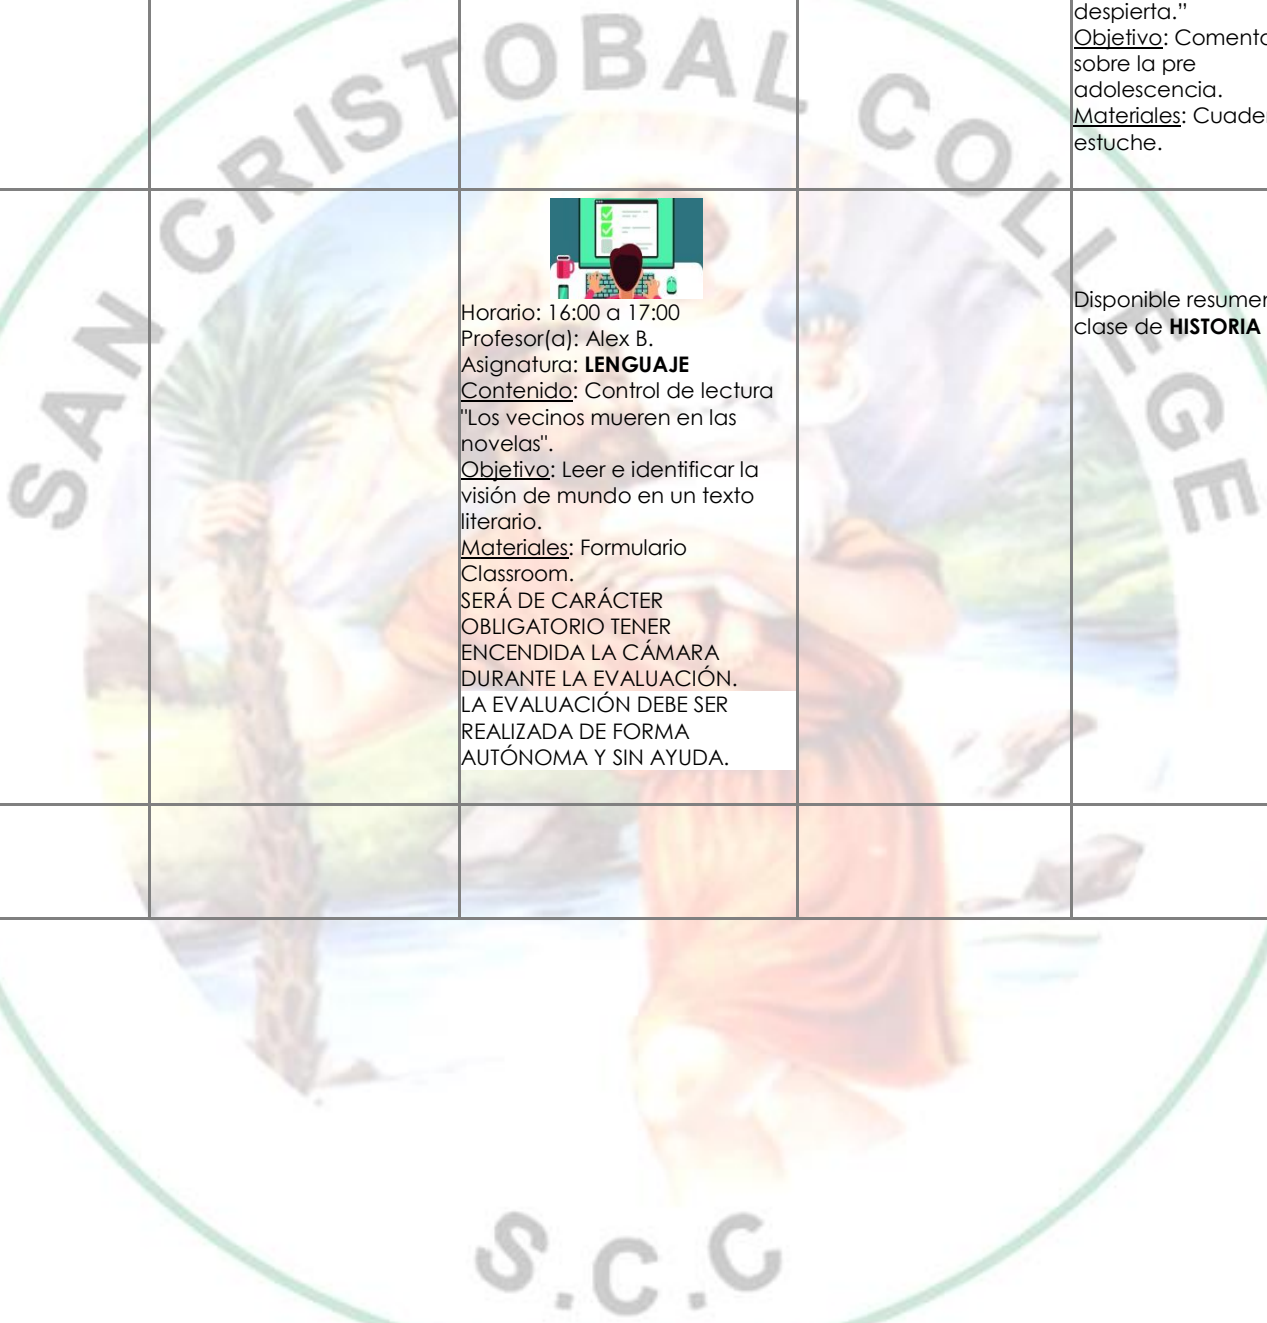 SAN CRISTOBAL COLLEGE
despierta.”
Objetivo:
sobre la pre
adolescencia.
Materiales:
estuche.
Horario: 16:00 a 17:00
Profesor(a): Alex B.
Asignatura: LENGUAJE
Contenido: Control de lectura
"Los vecinos mueren en las
novelas".
Objetivo: Leer e identificar la
visión de mundo en un texto
literario.
Materiales: Formulario
Classroom.
SERÁ DE CARÁCTER
OBLIGATORIO TENER
ENCENDIDA LA CÁMARA
DURANTE LA EVALUACIÓN.
LA EVALUACIÓN DEBE SER
REALIZADA DE FORMA
AUTÓNOMA Y SIN AYUDA.
Disponible
clase de HISTORIA
S.C.C